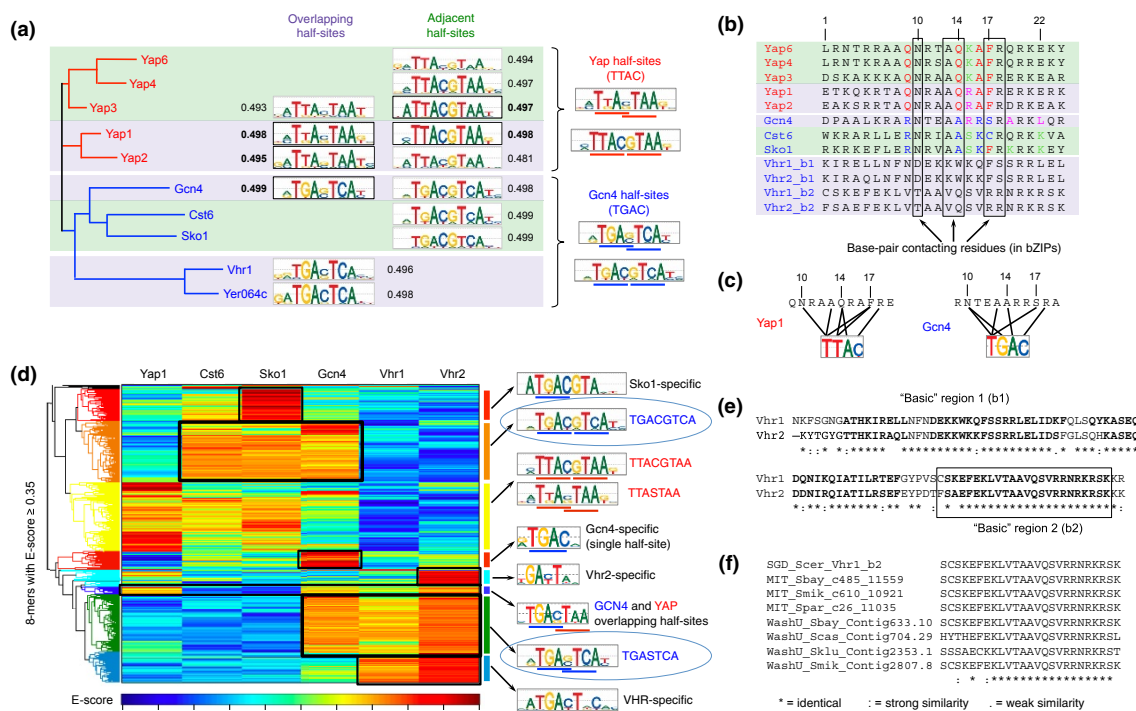 (a)
Overlapping half-sites
Adjacent half-sites
Yap6 0.494
Yap4 0.497
Yap3 0.493 0.497
Yap1 0.498 0.498
Yap2 0.495 0.481
Gcn4 0.499 0.498
Cst6 0.499
Sko1 0.499
Vhr1 0.496
Yer064c 0.498
Yap half-sites
(TTAC)
Gcn4 half-sites
(TGAC)
(b)
1 10 14 17 22
Yap6 LRNTRRAAQNRTAQKAFRQRKEKY
Yap4 LRNTKRAAQNRTAQKAFRQRKEKY
Yap3 DSKAKKKAQNRAAQKAFRERKEAR
Yap1 ETKQKRTAQNRAAQRAFRERKERK
Yap2 EAKSRRTAQNRAAQRAFRDRKEAK
Gcn4 DPAALKRARNTEAARRSRARKLQR
Cst6 WKRARLLERNRIAASKCRQRKKVA
Sko1 RRKEFLERNRVAASKFRKRKKEY
Vhr1_b1 KIRELLNFNDEKKWKQFSSRRLEL
Vhr2_b1 KIRAQLNFNDEKKWKKFSSRRLEL
Vhr1_b2 CSKEFEKLVTAAVQSVRRNRKRSK
Vhr2_b2 SAEFEFEKLVTAAVQSVRRNRKRSK
Base-pair contacting residues (in bZIPs)
(c)
10 14 17
QNRAAQRAFRE
Yap1
TTAC
10 14 17
RNTEAARRSRA
Gcn4
TGAC
(d)
Yap1 Cst6 Sko1 Gcn4 Vhr1 Vhr2
8-mers with E-score ≥ 0.35
E-score
Sko1-specific
TGACGTCA
TTACGTAA
TTASTAA
Gcn4-specific
(single half-site)
Vhr2-specific
GCN4 and YAP
overlapping half-sites
TGASTCA
VHR-specific
(e)
“Basic” region 1 (b1)
Vhr1 NKFSGNGATHKIRELLNFNDEKKWKQFSSRRLELIDKFQLSQYKASEQ
Vhr2 –KYTGYGTTHKIRAQLNFNDEKKWKKFSSRRLELIDSFGLSQHKASEQ
Vhr1 DQNIKQIATILRTEFGYPVSCSKEFEKLVTAAVQSVRRNRKRSKKR
Vhr2 DDNIRQIATILRSEFEYPDTFSAEFEKLVTAAVQSVRRNRKRSKK
“Basic” region 2 (b2)
(f)
SGD_Scer_Vhr1_b2 SCSKEFEKLVTAAVQSVRRNRKRSK
MIT_Sbay_c485_11559 SCSKEFEKLVTAAVQSVRRNRKRSK
MIT_Smik_c610_10921 SCSKEFEKLVTAAVQSVRRNRKRSK
MIT_Spar_c26_11035 SCSKEFEKLVTAAVQSVRRNRKRSK
WashU_Sbay_Contig633.10 SCSKEFEKLVTAAVQSVRRNRKRSK
WashU_Scas_Contig704.29 HYTHEFEKLVTAAVQSVRRNRKRSL
WashU_Sklu_Contig2353.1 SSAECKKLVTAAVQSVRRNRKRST
WashU_Smik_Contig2807.8 SCSKEFEKLVTAAVQSVRRNRKRSK
* = identical : = strong similarity . = weak similarity